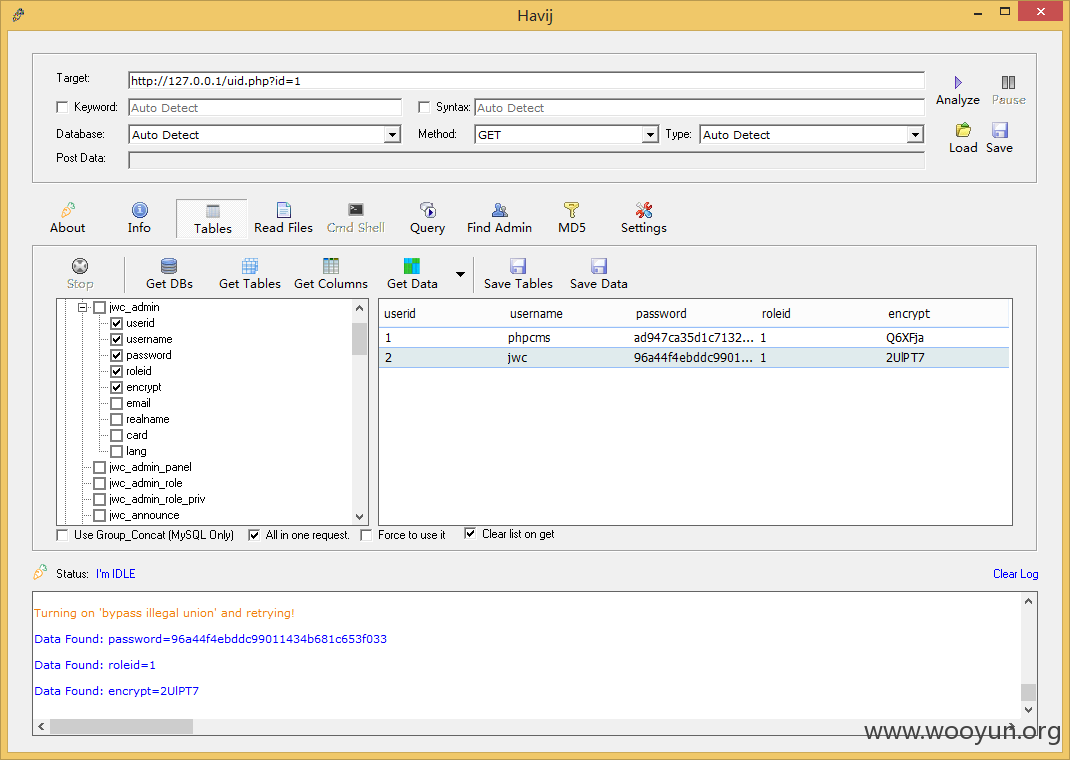 Havij
Target: http://127.0.0.1/uid.php?id=1
Keyword: Auto Detect Syntax: Auto Detect
Analyze Pause
Database: Auto Detect Method: GET Type: Auto Detect
Post Data:
Load Save
About Info Tables Read Files Cmd Shell Query Find Admin MD5 Settings
Stop Get DBs Get Tables Get Columns Get Data Save Tables Save Data
jwc_admin
userid
username
password
roleid
encrypt
email
realname
card
lang
jwc_admin_panel
jwc_admin_role
jwc_admin_role_priv
jwc_announce
userid username password roleid encrypt
1 phpcms ad947ca35d1c7132... 1 Q6XFja
2 jwc 96a44f4ebddc9901... 1 2UlPT7
Use Group_Concat (MySQL Only) All in one request. Force to use it Clear list on get
Status: I'm IDLE Clear Log
Turning on 'bypass illegal union' and retrying!
Data Found: password=96a44f4ebddc99011434b681c653f033
Data Found: roleid=1
Data Found: encrypt=2UlPT7
www.wooyun.org